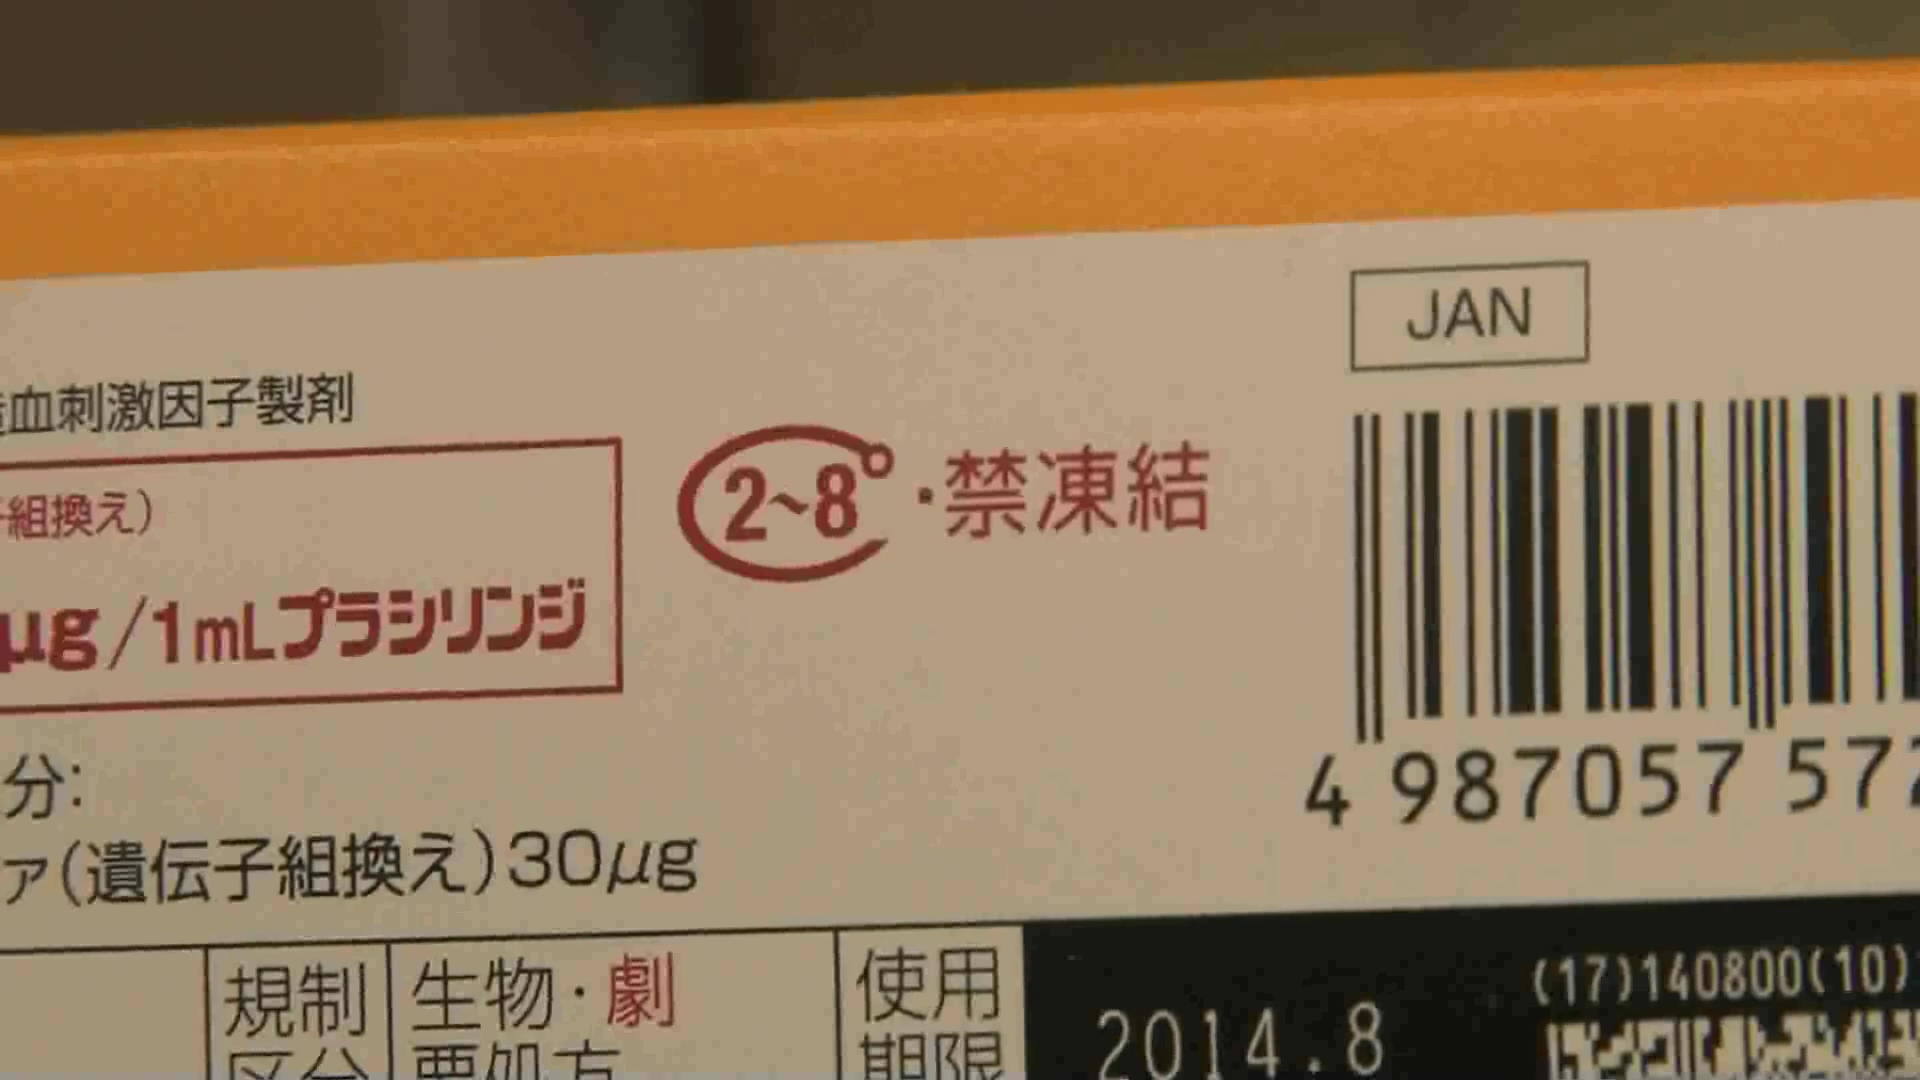 JAN
血刺激因子製剤
組換え）
2~8°・禁凍結
µg/1mLプラシリンジ
4 987057 57
分：
ァ（遺伝子組換え）30µg
規制
区分
生物・劇
要処方
使用
期限
2014.8
(17)140800(10)